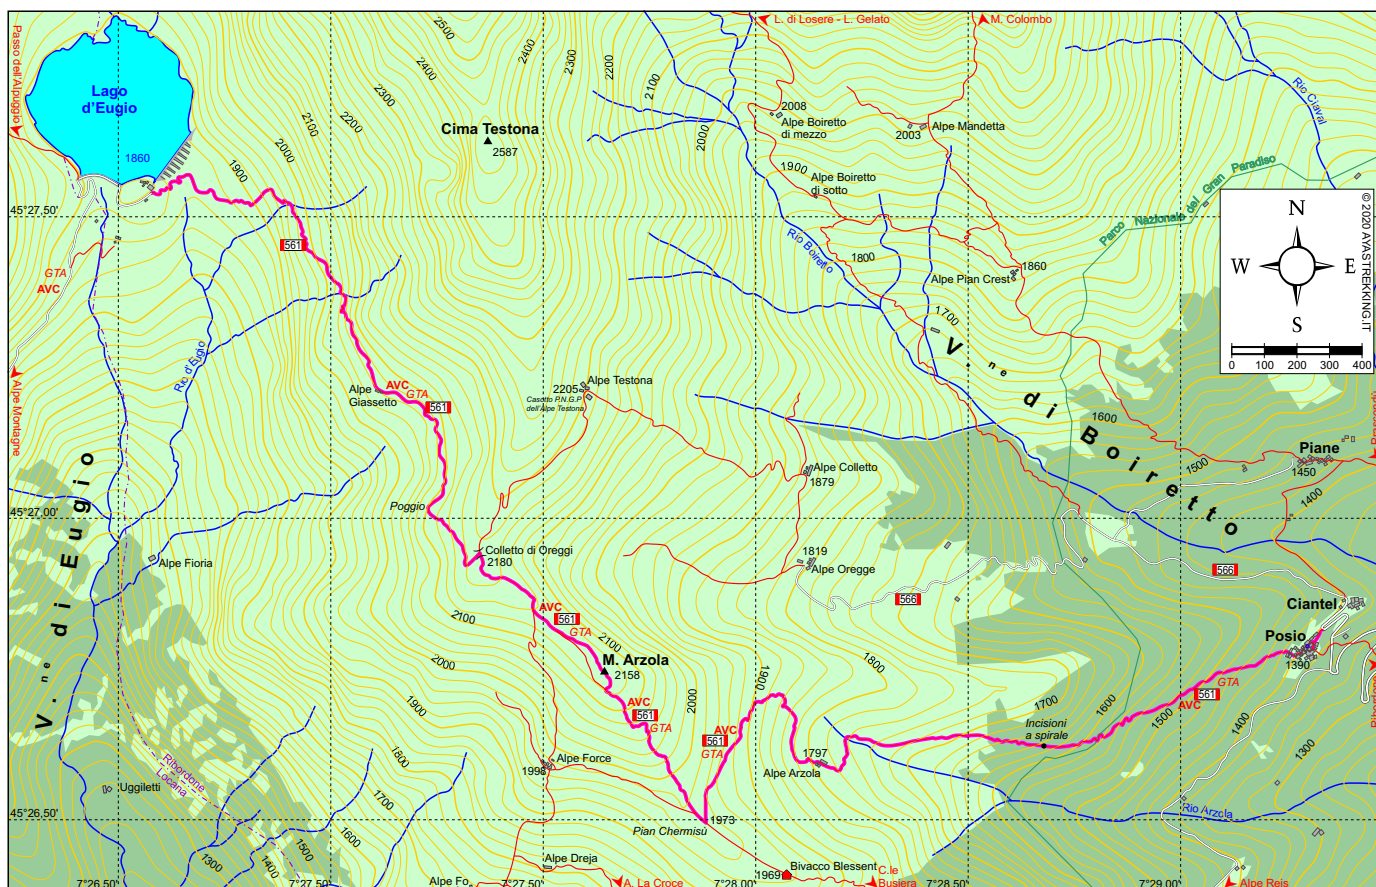 L. di Losere - L. Gelato
M. Colombo
Passo dell'Alpuggio
Lago
d'Eugio
1860
2500
2400
2300
2200
2100
2000
1900
2400
2300
2200
2100
2000
Cima Testona
2587
2008
Alpe Boiretto
di mezzo
2003
Alpe Mandetta
1900
Alpe Boiretto
di sotto
Rio Ciaval
Parco Nazionale del Gran Paradiso
© 2020 AYASTREKKING.IT
N
W
E
S
0 100 200 300 400
45°27,50'
561
Rio Boiretto
1800
1860
Alpe Pian Crest
GTA
AVC
1700
V.ne di Boiretto
Rio d'Eugio
Alpe Montagne
Alpe
Giassetto
AVC
GTA
561
2205
Alpe Testona
Casotto P.N.G.P
dell'Alpe Testona
1600
Piane
1450
1500
1400
Alpe Colletto
1879
V.ne di Eugio
Poggio
45°27,00'
Colletto di Oreggi
2180
Alpe Fioria
1819
Alpe Oregge
566
566
Ciantel
Posio
1390
2100
AVC
561
GTA
2100
2000
M. Arzola
2158
1900
1800
1900
2000
AVC
561
GTA
AVC
561
GTA
1700
1600
1500
GTA
561
AVC
1400
1300
Incisioni
a spirale
Ribordone
Locana
Uggiletti
1998
Alpe Force
1797
Alpe Arzola
1800
1700
1600
1500
1400
1300
45°26,50'
Pian Chernisù
1973
Rio Arzola
Alpe Dreja
Alpe Fo
Bivacco Blessent
1969
C.le
Busiera
A. La Croce
Alpe Reis
Ribordone
7°26,50'
7°27,50'
7°27,50'
7°28,00'
7°28,50'
7°29,00'